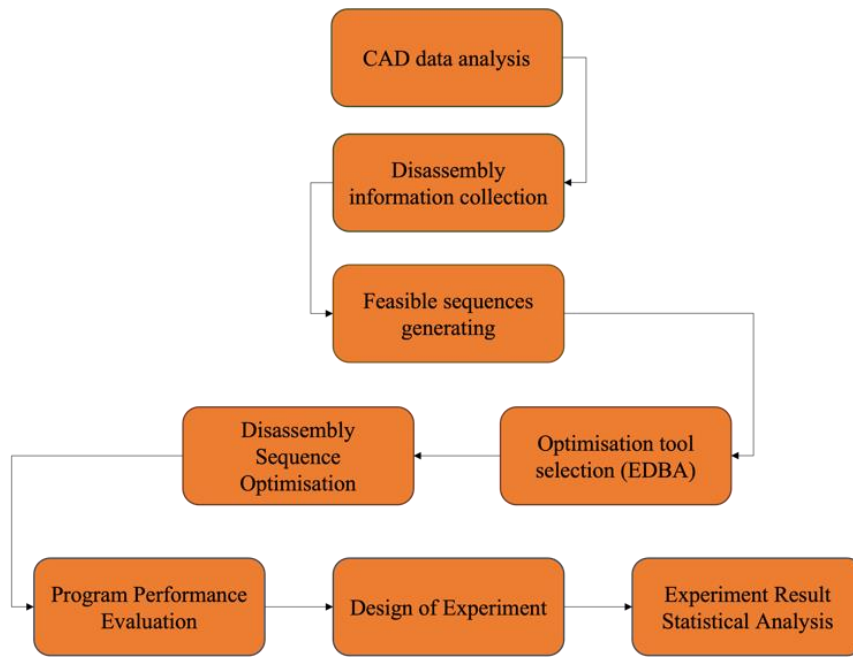 CAD data analysis
Disassembly
information collection
Feasible sequences
generating
Optimisation tool
selection (EDBA)
Disassembly
Sequence
Optimisation
Program Performance
Evaluation
Design of Experiment
Experiment Result
Statistical Analysis